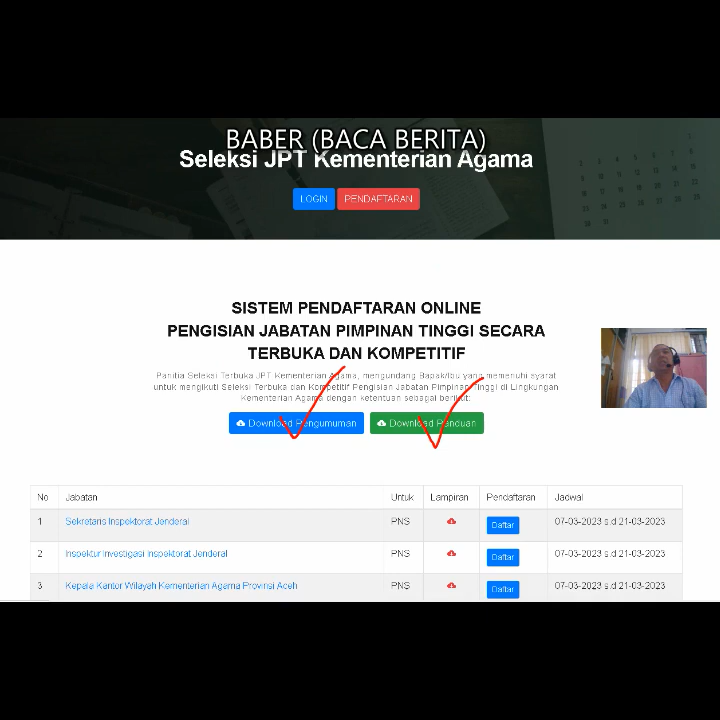 BABER (BACA BERITA)
Seleksi JPT Kementerian Agama
LOGIN PENDAFTARAN
SISTEM PENDAFTARAN ONLINE
PENGISIAN JABATAN PIMPINAN TINGGI SECARA
TERBUKA DAN KOMPETITIF
Panitia Seleksi Terbuka JPT Kementerian Agama, mengundang Bapak/Ibu yang memenuhi syarat
untuk mengikuti Seleksi Terbuka dan Kompetitif Pengisian Jabatan Pimpinan Tinggi di Lingkungan
Kementerian Agama dengan ketentuan sebagai berikut:
Download Pengumuman Download Panduan
No Jabatan Untuk Lampiran Pendaftaran Jadwal
1 Sekretaris Inspektorat Jenderal PNS Daftar 07-03-2023 s.d 21-03-2023
2 Inspektur Investigasi Inspektorat Jenderal PNS Daftar 07-03-2023 s.d 21-03-2023
3 Kepala Kantor Wilayah Kementerian Agama Provinsi Aceh PNS Daftar 07-03-2023 s.d 21-03-2023